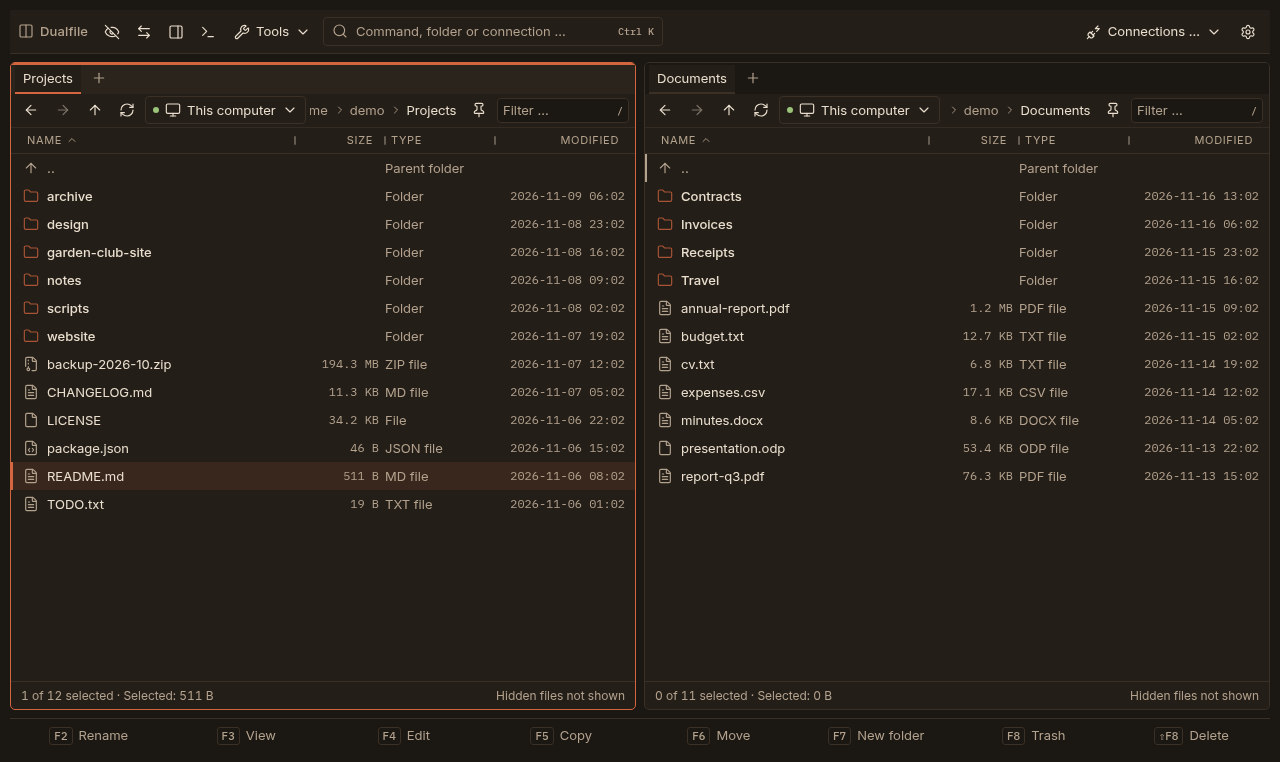 Dualfile Tools Command, folder or connection ... Ctrl K Connections ...
Projects
This computer me demo Projects Filter ... /
NAME SIZE TYPE MODIFIED
.. Parent folder
archive Folder 2026-11-09 06:02
design Folder 2026-11-08 23:02
garden-club-site Folder 2026-11-08 16:02
notes Folder 2026-11-08 09:02
scripts Folder 2026-11-08 02:02
website Folder 2026-11-07 19:02
backup-2026-10.zip 194.3 MB ZIP file 2026-11-07 12:02
CHANGELOG.md 11.3 KB MD file 2026-11-07 05:02
LICENSE 34.2 KB File 2026-11-06 22:02
package.json 46 B JSON file 2026-11-06 15:02
README.md 511 B MD file 2026-11-06 08:02
TODO.txt 19 B TXT file 2026-11-06 01:02
1 of 12 selected · Selected: 511 B Hidden files not shown
Documents
This computer demo Documents Filter ... /
NAME SIZE TYPE MODIFIED
.. Parent folder
Contracts Folder 2026-11-16 13:02
Invoices Folder 2026-11-16 06:02
Receipts Folder 2026-11-15 23:02
Travel Folder 2026-11-15 16:02
annual-report.pdf 1.2 MB PDF file 2026-11-15 09:02
budget.txt 12.7 KB TXT file 2026-11-15 02:02
cv.txt 6.8 KB TXT file 2026-11-14 19:02
expenses.csv 17.1 KB CSV file 2026-11-14 12:02
minutes.docx 8.6 KB DOCX file 2026-11-14 05:02
presentation.odp 53.4 KB ODP file 2026-11-13 22:02
report-q3.pdf 76.3 KB PDF file 2026-11-13 15:02
0 of 11 selected · Selected: 0 B Hidden files not shown
F2 Rename F3 View F4 Edit F5 Copy F6 Move F7 New folder F8 Trash ⇧F8 Delete